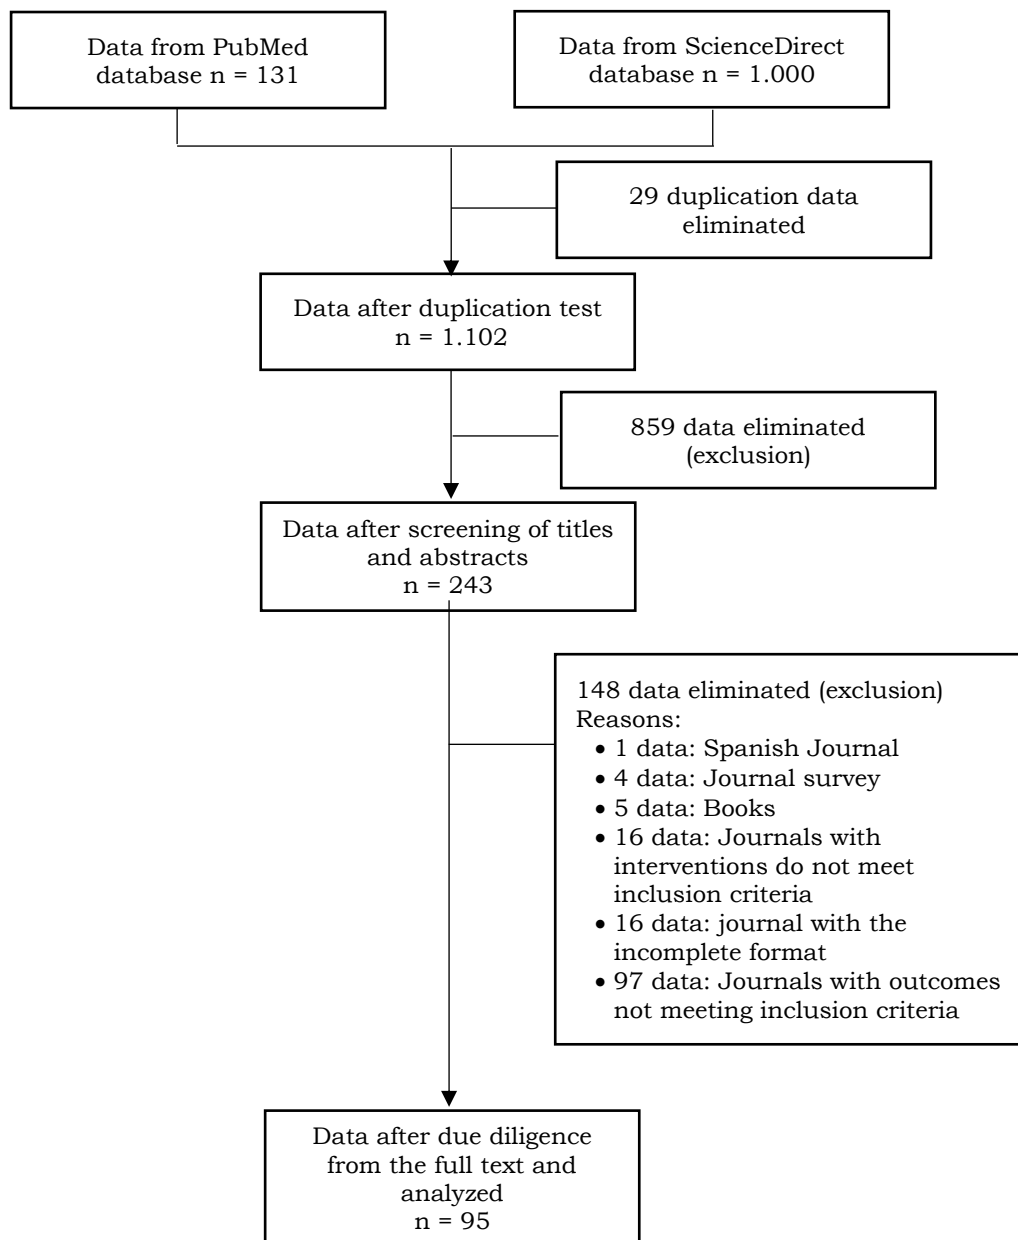 Data from PubMed
database n = 131
Data from ScienceDirect
database n = 1.000
29 duplication data
eliminated
Data after duplication test
n = 1.102
859 data eliminated
(exclusion)
Data after screening of titles
and abstracts
n = 243
148 data eliminated (exclusion)
Reasons:
• 1 data: Spanish Journal
• 4 data: Journal survey
• 5 data: Books
• 16 data: Journals with
interventions do not meet
inclusion criteria
• 16 data: journal with the
incomplete format
• 97 data: Journals with outcomes
not meeting inclusion criteria
Data after due diligence
from the full text and
analyzed
n = 95